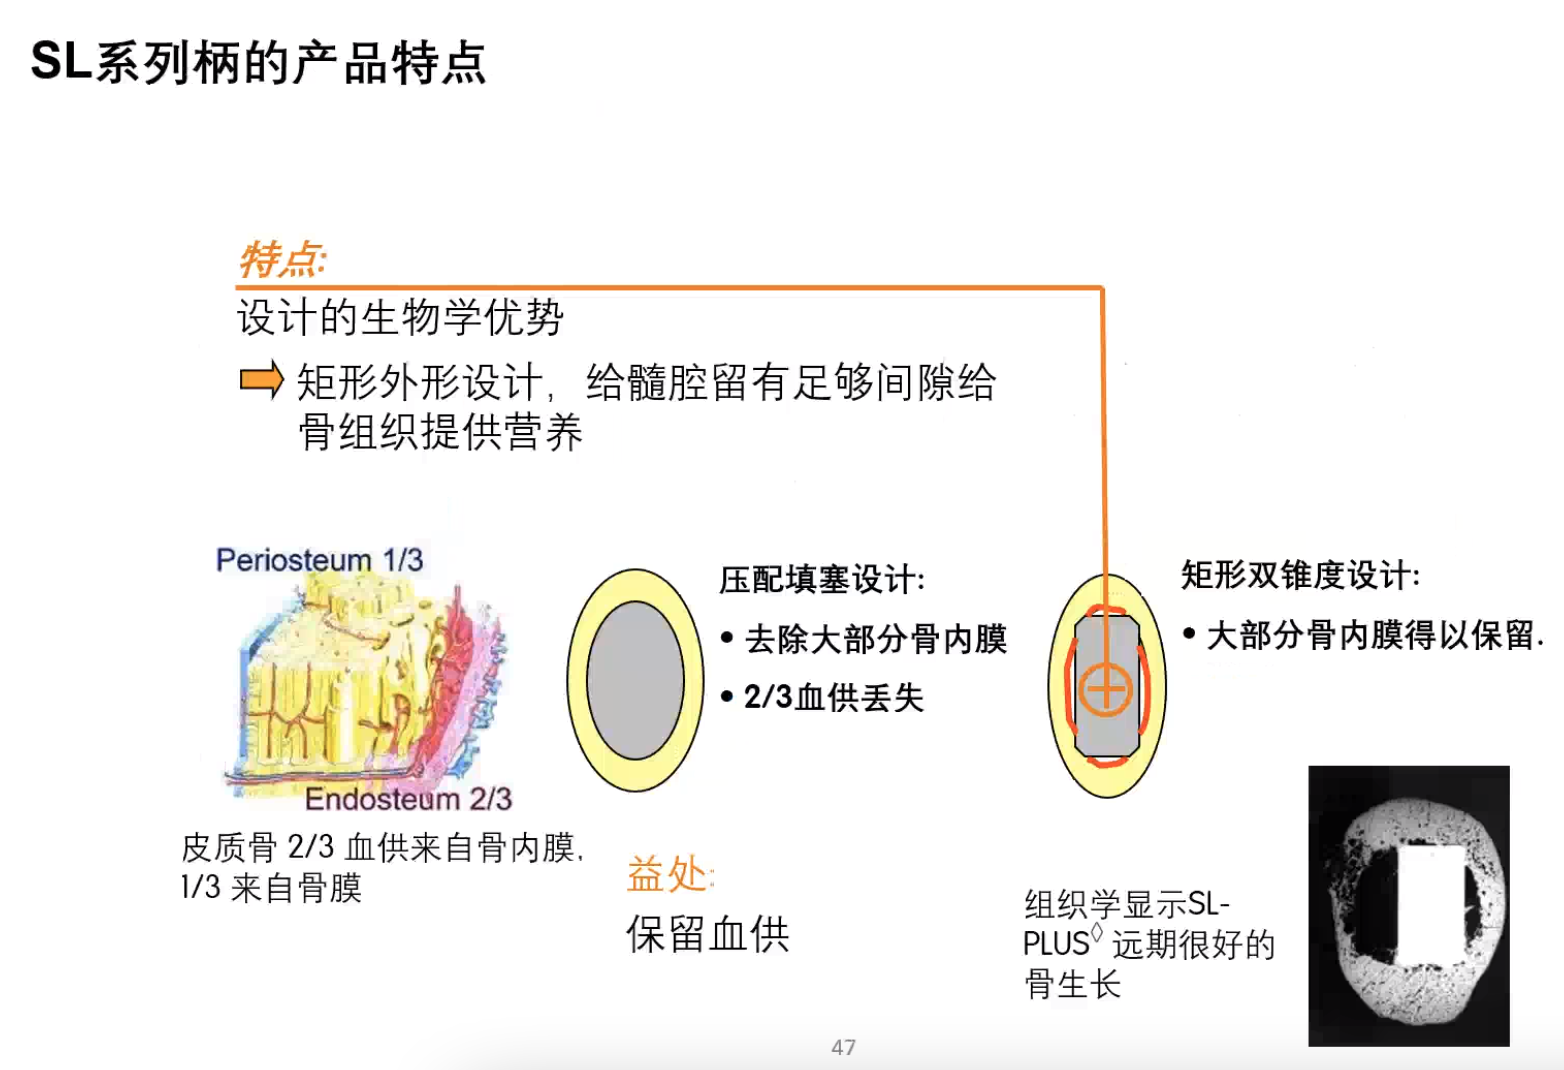 SL系列柄的产品特点
特点:
设计的生物学优势
矩形外形设计，给髓腔留有足够间隙给
骨组织提供营养
Periosteum 1/3
Endosteum 2/3
皮质骨 2/3 血供来自骨内膜,
1/3 来自骨膜
压配填塞设计:
• 去除大部分骨内膜
• 2/3血供丢失
益处:
保留血供
矩形双锥度设计:
• 大部分骨内膜得以保留.
组织学显示SL-
PLUS◊ 远期很好的
骨生长
47